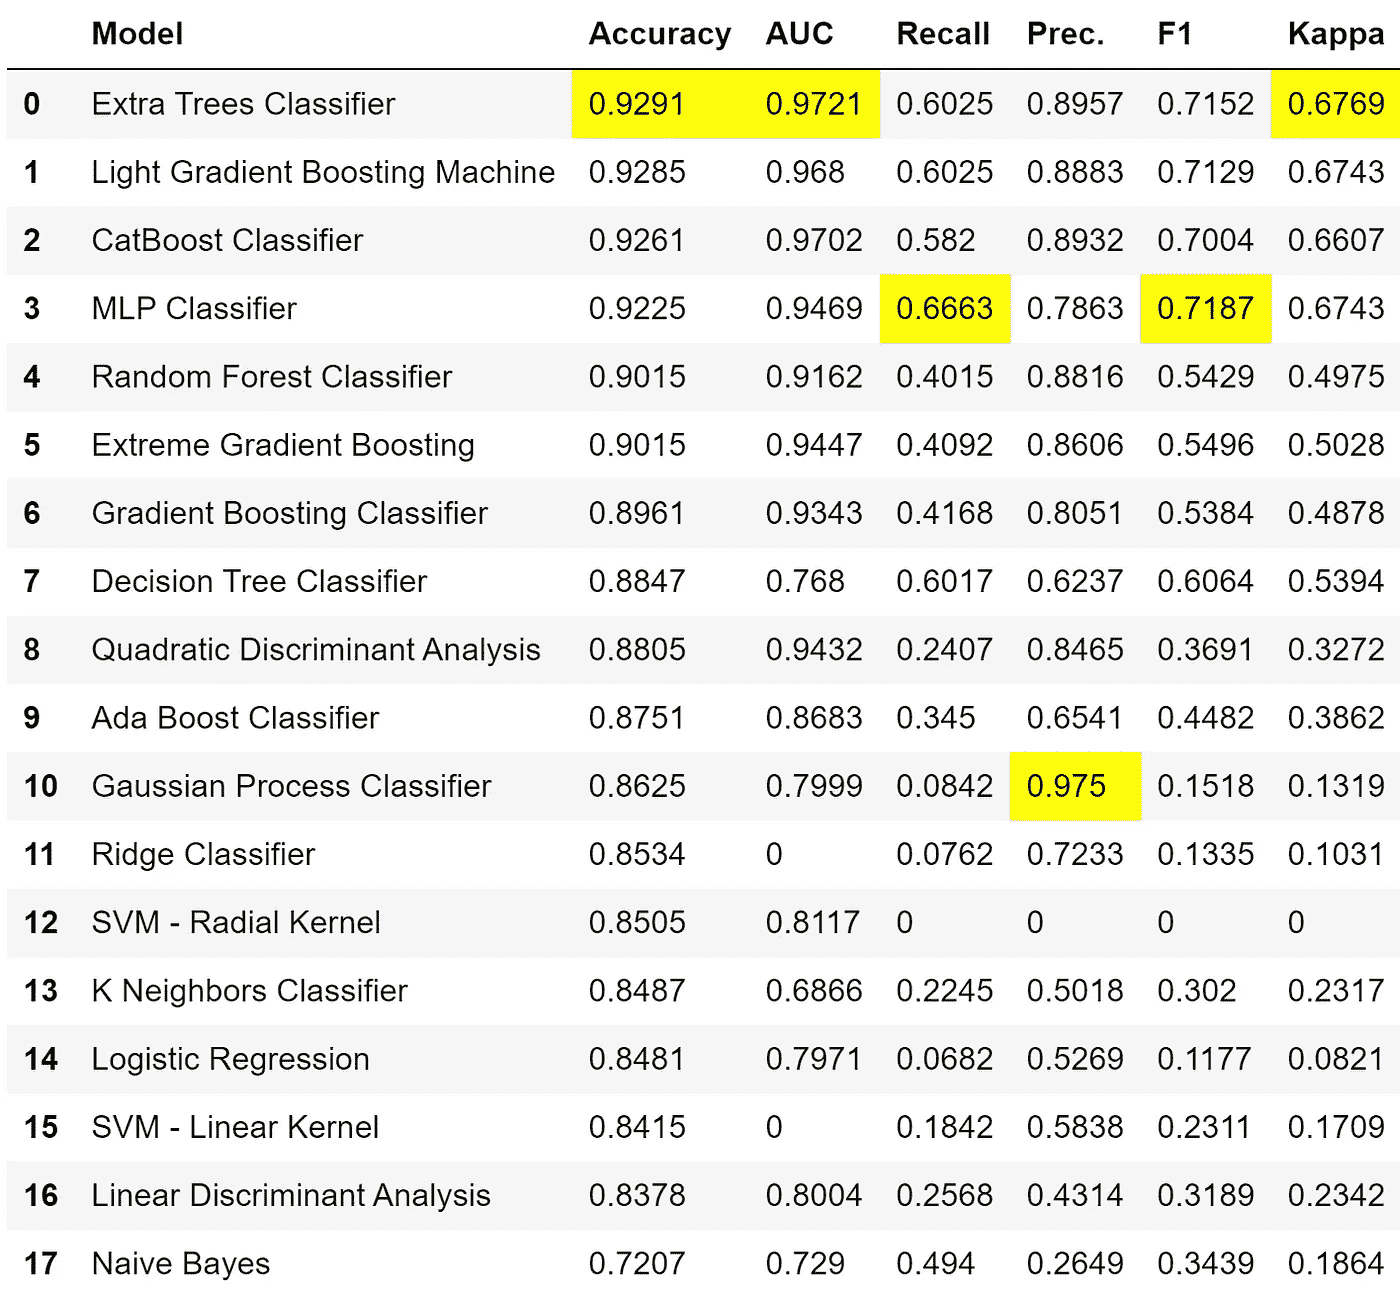 Model Accuracy AUC Recall Prec. F1 Kappa
0 Extra Trees Classifier 0.9291 0.9721 0.6025 0.8957 0.7152 0.6769
1 Light Gradient Boosting Machine 0.9285 0.968 0.6025 0.8883 0.7129 0.6743
2 CatBoost Classifier 0.9261 0.9702 0.582 0.8932 0.7004 0.6607
3 MLP Classifier 0.9225 0.9469 0.6663 0.7863 0.7187 0.6743
4 Random Forest Classifier 0.9015 0.9162 0.4015 0.8816 0.5429 0.4975
5 Extreme Gradient Boosting 0.9015 0.9447 0.4092 0.8606 0.5496 0.5028
6 Gradient Boosting Classifier 0.8961 0.9343 0.4168 0.8051 0.5384 0.4878
7 Decision Tree Classifier 0.8847 0.768 0.6017 0.6237 0.6064 0.5394
8 Quadratic Discriminant Analysis 0.8805 0.9432 0.2407 0.8465 0.3691 0.3272
9 Ada Boost Classifier 0.8751 0.8683 0.345 0.6541 0.4482 0.3862
10 Gaussian Process Classifier 0.8625 0.7999 0.0842 0.975 0.1518 0.1319
11 Ridge Classifier 0.8534 0 0.0762 0.7233 0.1335 0.1031
12 SVM - Radial Kernel 0.8505 0.8117 0 0 0 0
13 K Neighbors Classifier 0.8487 0.6866 0.2245 0.5018 0.302 0.2317
14 Logistic Regression 0.8481 0.7971 0.0682 0.5269 0.1177 0.0821
15 SVM - Linear Kernel 0.8415 0 0.1842 0.5838 0.2311 0.1709
16 Linear Discriminant Analysis 0.8378 0.8004 0.2568 0.4314 0.3189 0.2342
17 Naive Bayes 0.7207 0.729 0.494 0.2649 0.3439 0.1864